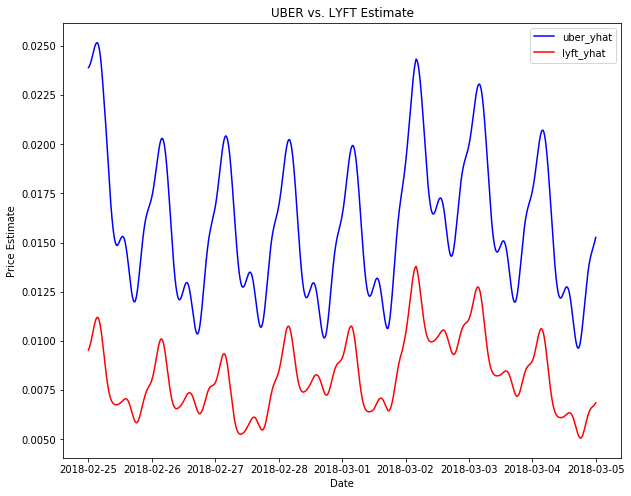 UBER vs. LYFT Estimate
uber_yhat
lyft_yhat
0.0250
0.0225
0.0200
0.0175
0.0150
0.0125
0.0100
0.0075
0.0050
Price Estimate
2018-02-25 2018-02-26 2018-02-27 2018-02-28 2018-03-01 2018-03-02 2018-03-03 2018-03-04 2018-03-05
Date